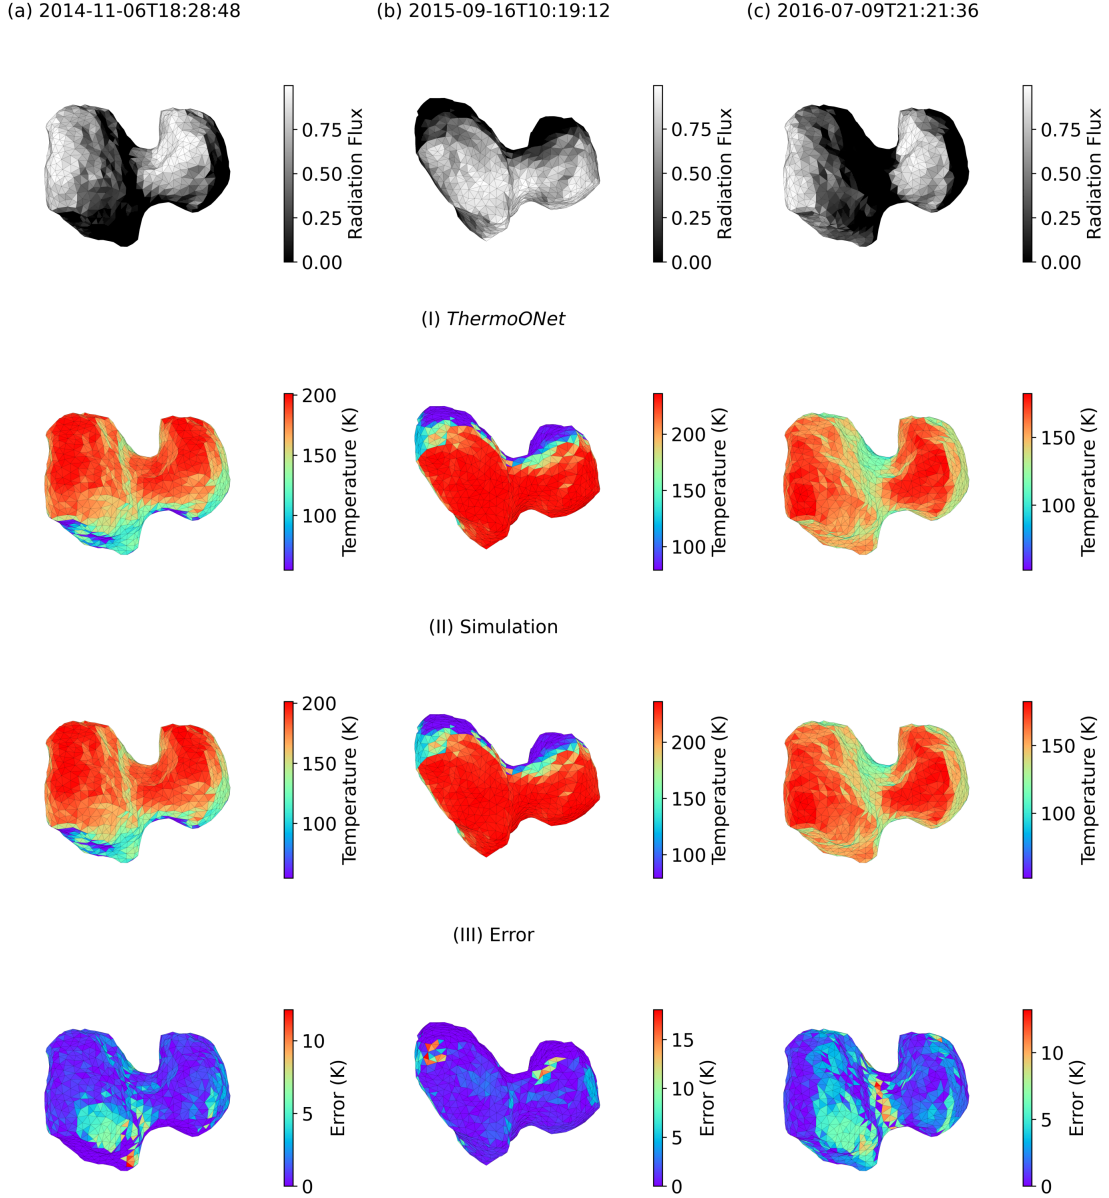 (a) 2014-11-06T18:28:48
(b) 2015-09-16T10:19:12
(c) 2016-07-09T21:21:36
0.75
0.50
0.25
0.00
Radiation Flux
0.75
0.50
0.25
0.00
Radiation Flux
0.75
0.50
0.25
0.00
Radiation Flux
(I) ThermoONet
200
150
100
Temperature (K)
200
150
100
Temperature (K)
150
100
Temperature (K)
(II) Simulation
200
150
100
Temperature (K)
200
150
100
Temperature (K)
150
100
Temperature (K)
(III) Error
10
5
0
Error (K)
15
10
5
0
Error (K)
10
5
0
Error (K)